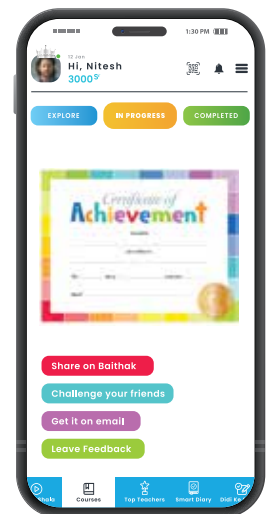 1:30 PM
12 Jan
Hi, Nitesh
3000
EXPLORE
IN PROGRESS
COMPLETED
Certificate of
Achievement
Share on Baithak
Challenge your friends
Get it on email
Leave Feedback
Courses
Top Teachers
Smart Diary
Didi